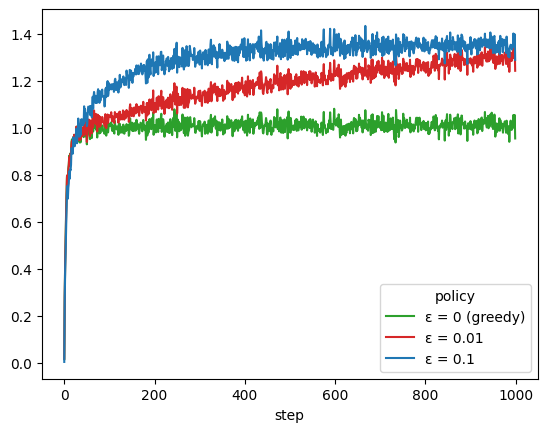 1.4
1.2
1.0
0.8
0.6
0.4
0.2
0.0
policy
ε = 0 (greedy)
ε = 0.01
ε = 0.1
0 200 400 600 800 1000
step